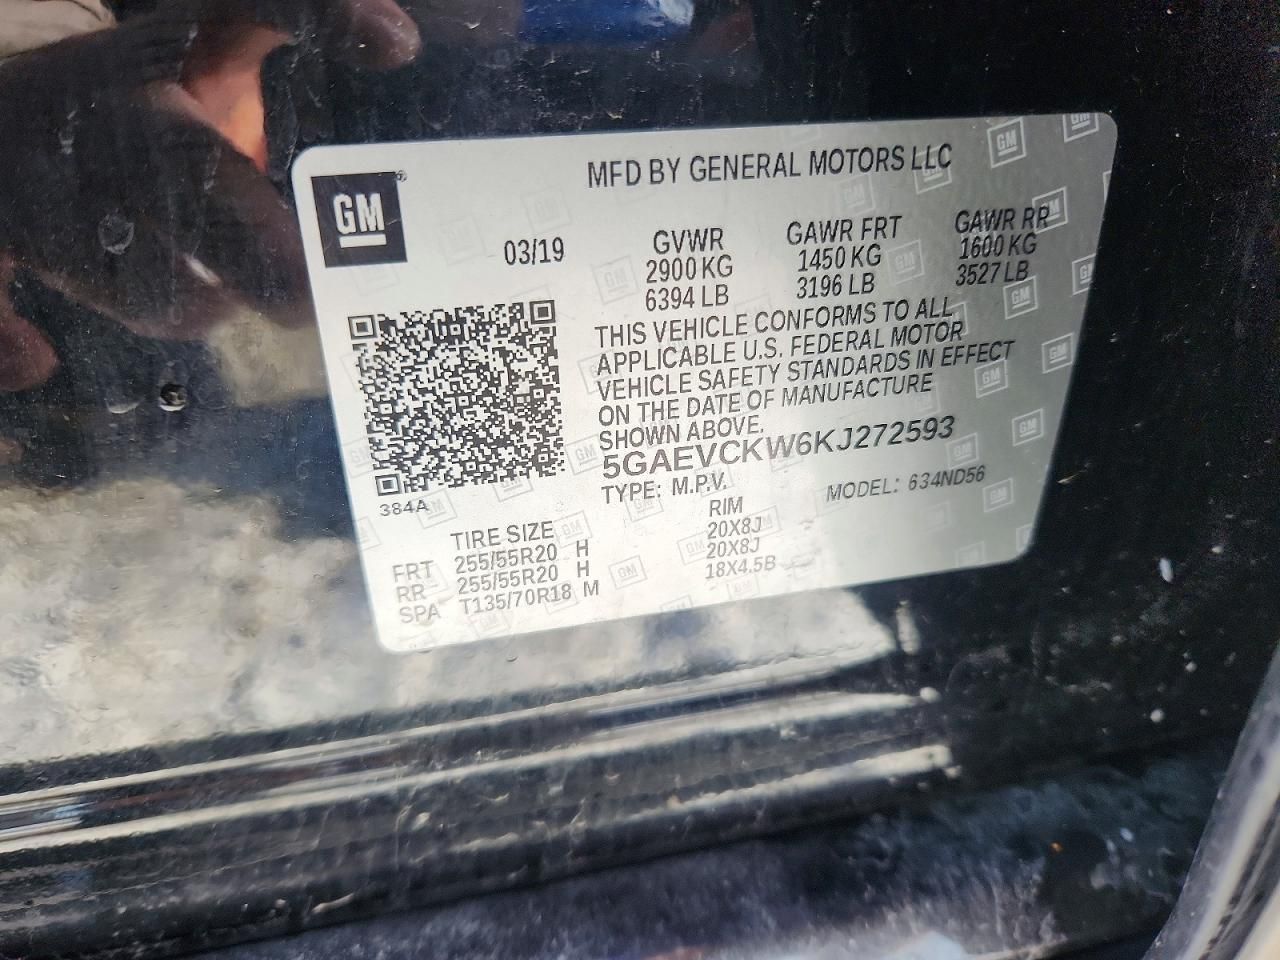 MFD BY GENERAL MOTORS LLC
GM®
03/19
GVWR GAWR FRT GAWR RR
2900 KG 1450 KG 1600 KG
6394 LB 3196 LB 3527 LB
THIS VEHICLE CONFORMS TO ALL
APPLICABLE U.S. FEDERAL MOTOR
VEHICLE SAFETY STANDARDS IN EFFECT
ON THE DATE OF MANUFACTURE
SHOWN ABOVE.
5GAEVCKW6KJ272593
TYPE: M.P.V. MODEL: 634ND56
384A
TIRE SIZE RIM
FRT 255/55R20 H 20X8J
RR 255/55R20 H 20X8J
SPA T135/70R18 M 18X4.5B